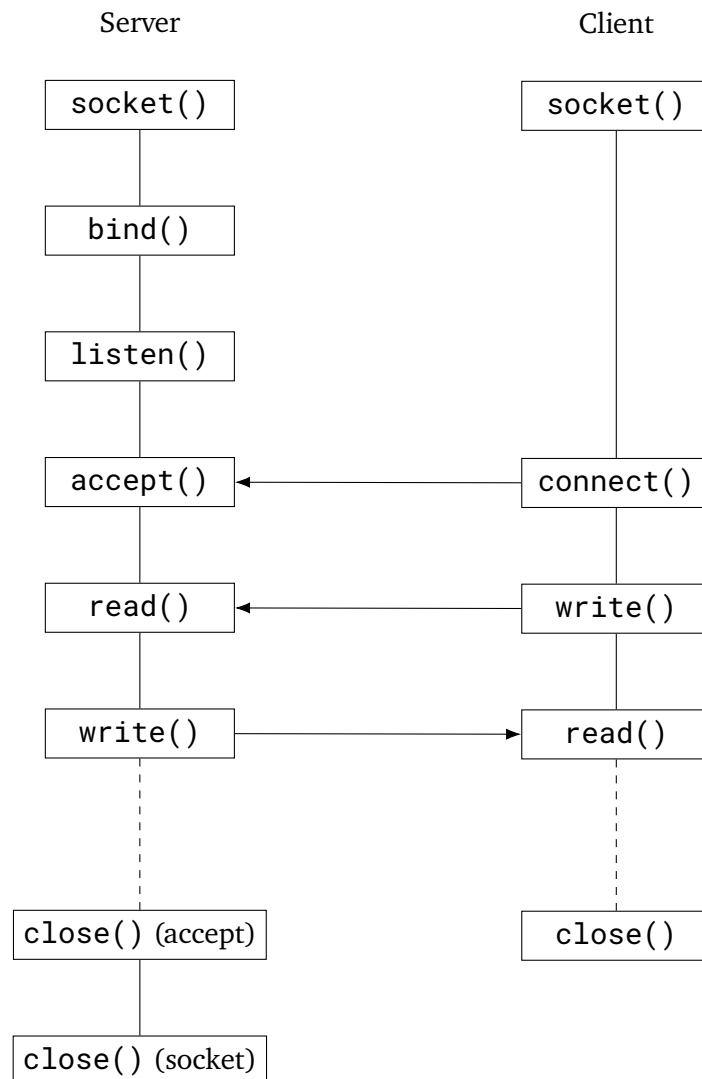 Server Client
socket() socket()
bind()
listen()
accept() connect()
read() write()
write() read()
close() (accept) close()
close() (socket)